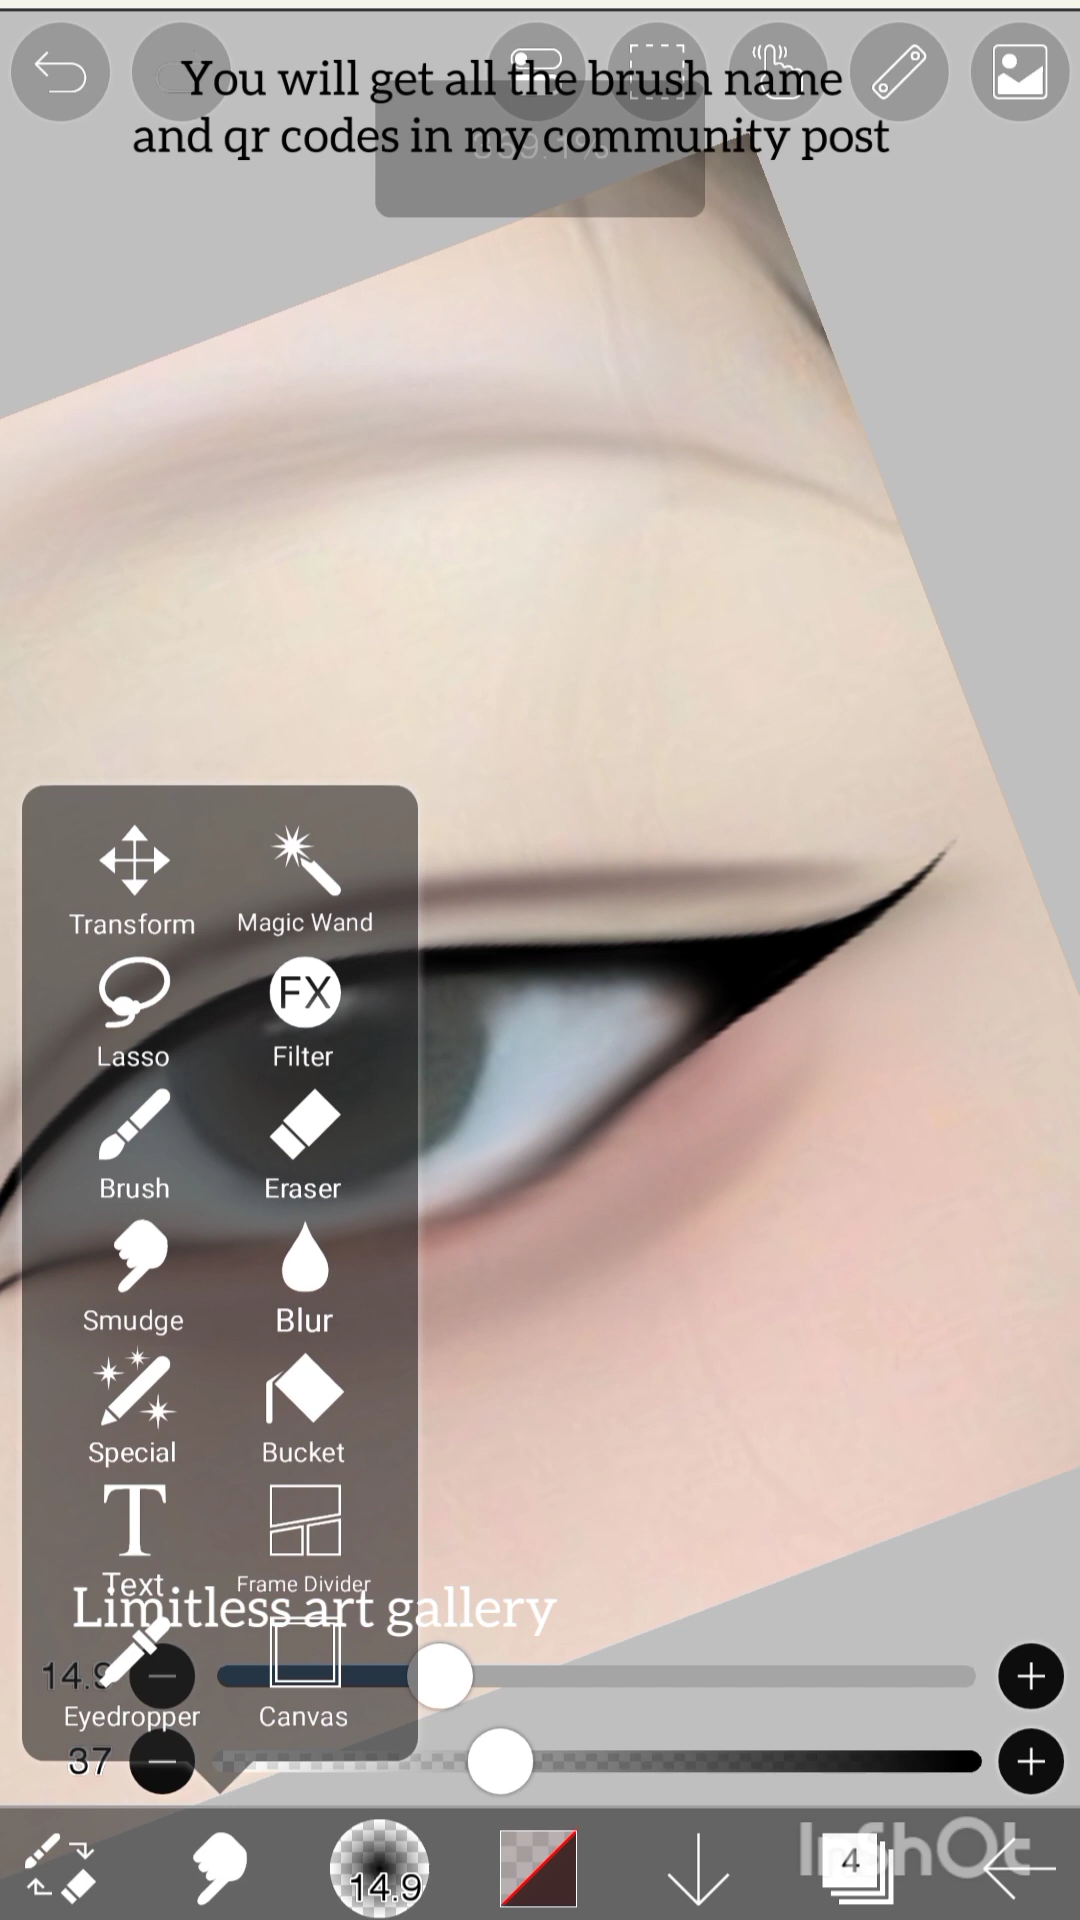 You will get all the brush name
and qr codes in my community post
Transform
Magic Wand
Lasso
FX
Filter
Brush
Eraser
Smudge
Blur
Special
Bucket
T
Text
Frame Divider
Limitless art gallery
14.9
Eyedropper
Canvas
37
14.9
4
InShOt